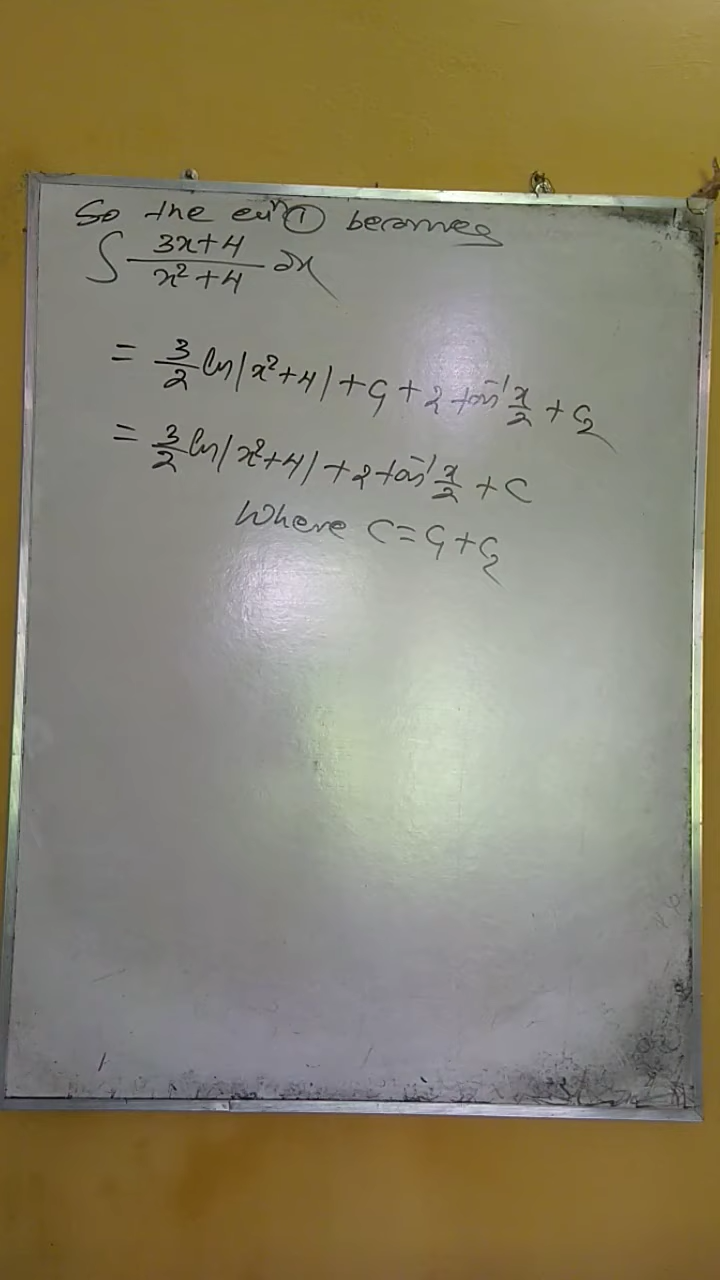 So the eqⁿ ① becomes
∫ 3x+4 / x²+4 dx
= 3/2 ln|x²+4| + C₁ + 2 tan⁻¹ x/2 + C₂
= 3/2 ln|x²+4| + 2 tan⁻¹ x/2 + C
Where C = C₁ + C₂